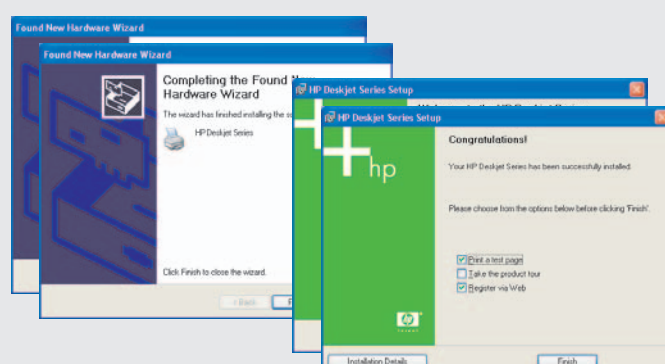 Found New Hardware Wizard
Found New Hardware Wizard
Completing the Found
Hardware Wizard
The wizard has finished installing the
HP Deskjet Series
Click Finish to close the wizard.
< Back
HP Deskjet Series Setup
HP Deskjet Series Setup
hp
Congratulations!
Your HP Deskjet Series has been successfully installed.
Please choose from the options below before clicking 'Finish'.
Print a test page
Take the product tour
Register via Web
hp
invent
Installation Details
Finish